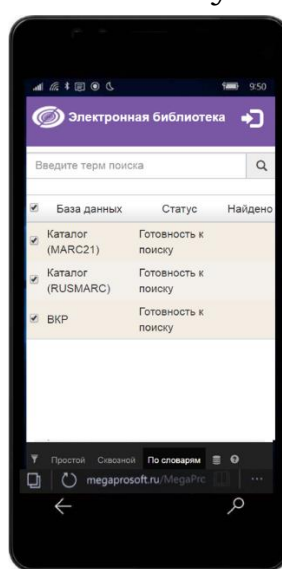 9:50
Электронная библиотека
Введите терм поиска
База данных Статус Найдено
Каталог (MARC21) Готовность к поиску
Каталог (RUSMARC) Готовность к поиску
ВКР Готовность к поиску
Простой Сквозной По словарям
megaprosoft.ru/MegaPro